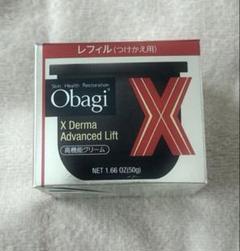 レフィル(つけかえ用)
Skin Health Restoration
Obagi
X Derma
Advanced Lift
X
高機能クリーム
NET 1.66 OZ(50g)